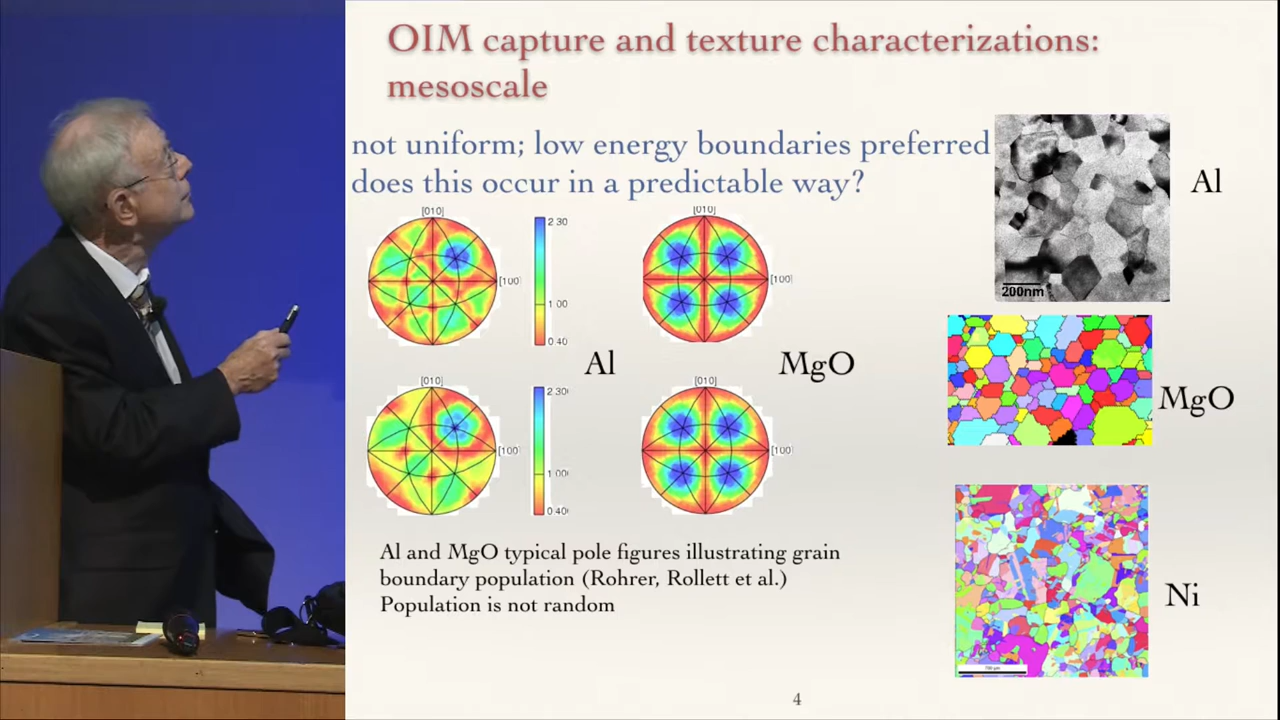 OIM capture and texture characterizations:
mesoscale
not uniform; low energy boundaries preferred
does this occur in a predictable way?
[010]
[100]
2 30
1 00
0 40
[010]
[100]
Al
MgO
[010]
[100]
2 30
1 00
0 40
[010]
[100]
Al and MgO typical pole figures illustrating grain
boundary population (Rohrer, Rollett et al.)
Population is not random
200nm
Al
MgO
Ni
4